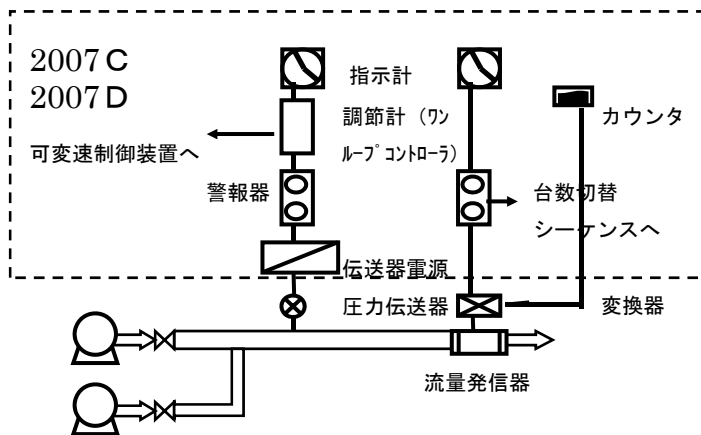 2007C
2007D
指示計
調節計（ﾜﾝ
ﾙｰﾌﾟｺﾝﾄﾛｰﾗ）
カウンタ
可変速制御装置へ
警報器
台数切替
シーケンスへ
伝送器電源
圧力伝送器
変換器
流量発信器